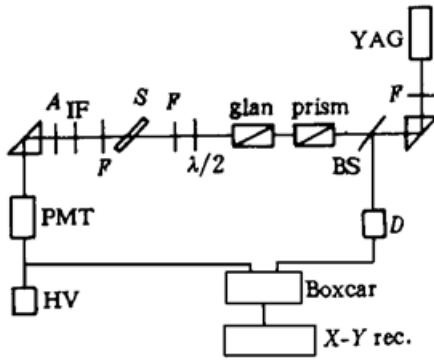 YAG
A IF S F glan prism F
F λ/2 BS
PMT D
HV Boxcar
X-Y rec.